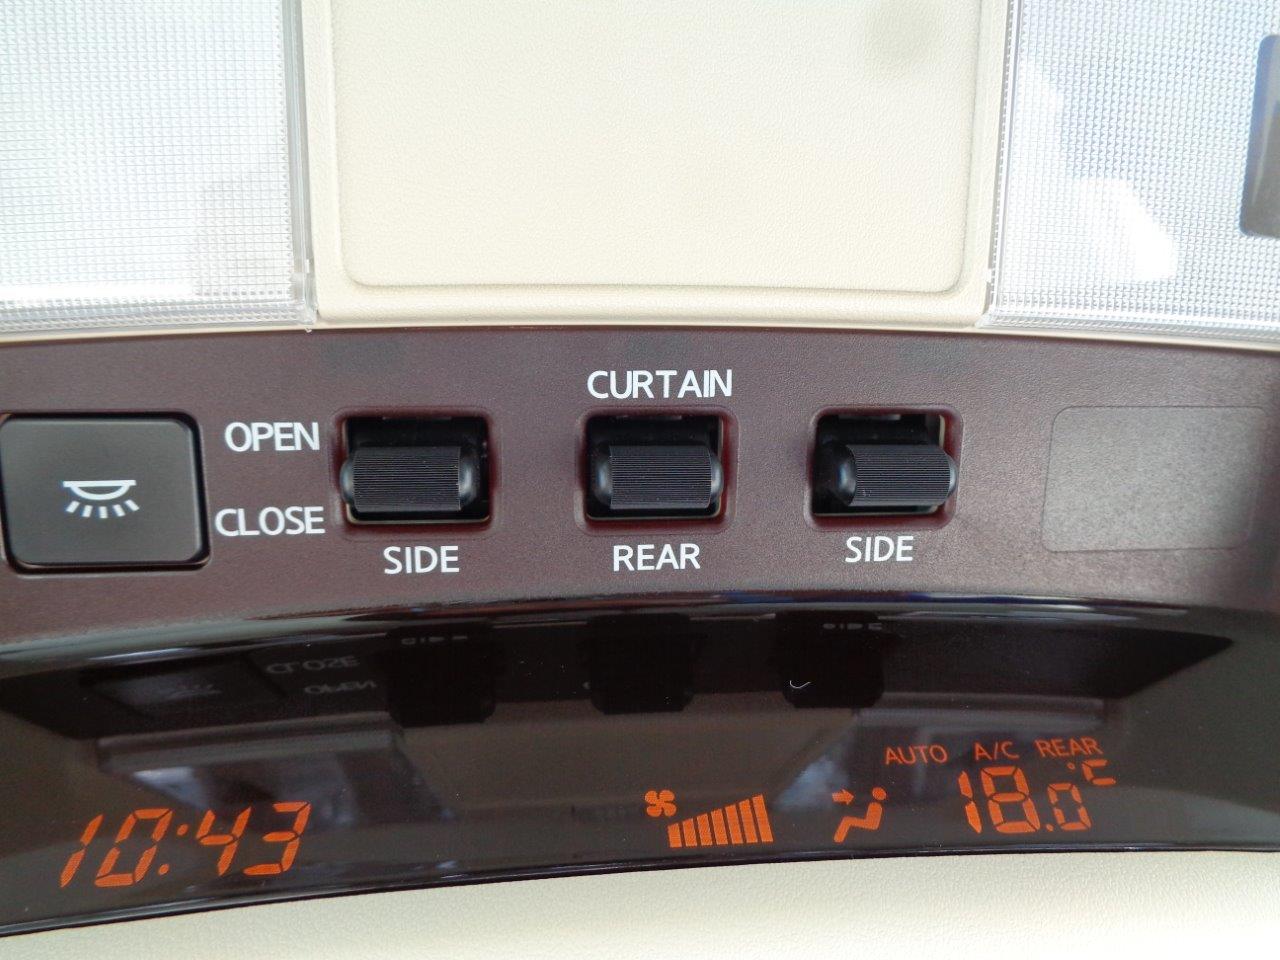 CURTAIN
OPEN
CLOSE
SIDE REAR SIDE
AUTO A/C REAR
10:43 18.0°C